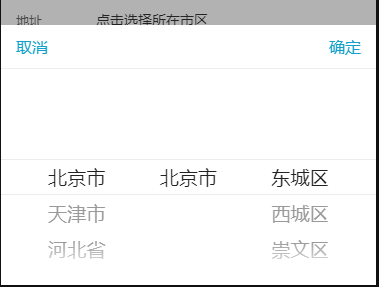 地址 点击选择所在市区
取消 确定
北京市 北京市 东城区
天津市 西城区
河北省 崇文区